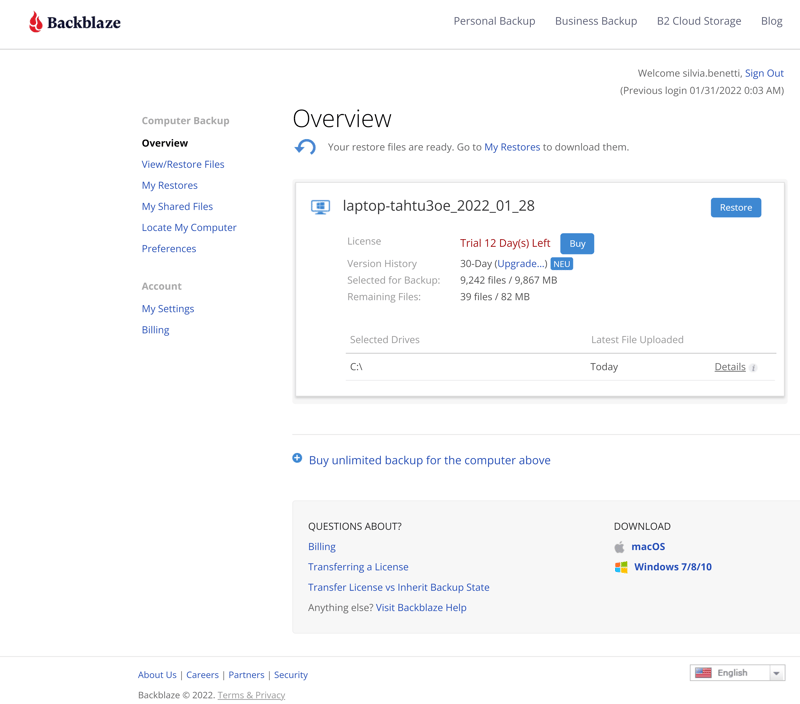 Backblaze
Personal Backup Business Backup B2 Cloud Storage Blog
Welcome silvia.benetti, Sign Out
(Previous login 01/31/2022 0:03 AM)
Computer Backup
Overview
View/Restore Files
My Restores
My Shared Files
Locate My Computer
Preferences
Account
My Settings
Billing
Overview
Your restore files are ready. Go to My Restores to download them.
laptop-tahtu3oe_2022_01_28 Restore
License Trial 12 Day(s) Left Buy
Version History 30-Day (Upgrade...) NEU
Selected for Backup: 9,242 files / 9,867 MB
Remaining Files: 39 files / 82 MB
Selected Drives Latest File Uploaded
C:\ Today Details i
Buy unlimited backup for the computer above
QUESTIONS ABOUT?
Billing
Transferring a License
Transfer License vs Inherit Backup State
Anything else? Visit Backblaze Help
DOWNLOAD
macOS
Windows 7/8/10
About Us | Careers | Partners | Security
Backblaze © 2022. Terms & Privacy
English